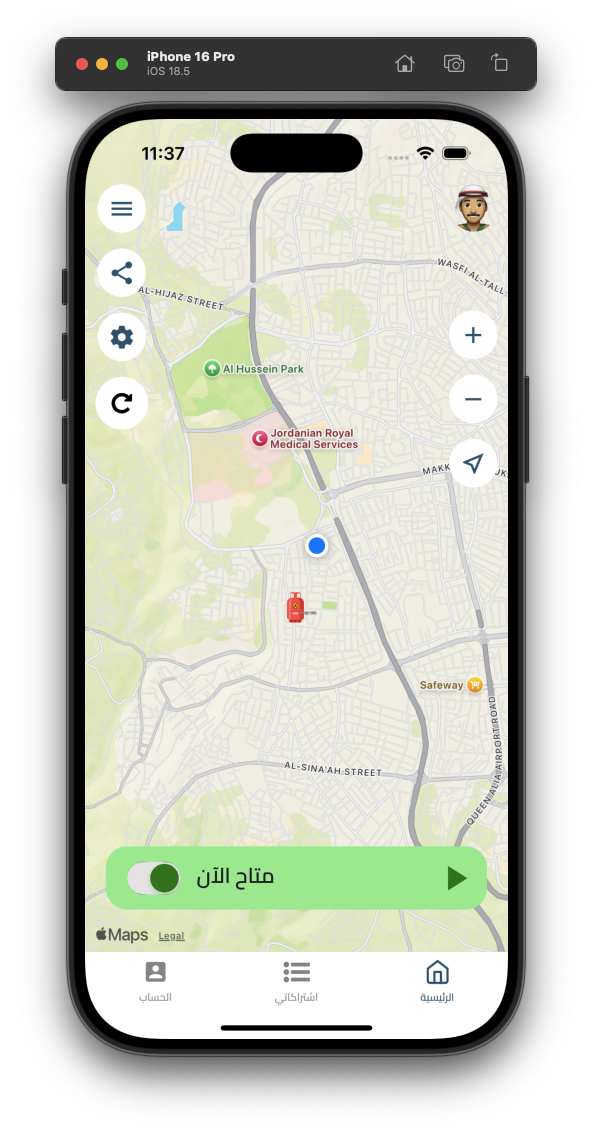 iPhone 16 Pro
iOS 18.5
11:37
WASFI AL-TALL
AL-HIJAZ STREET
Al Hussein Park
Jordanian Royal
Medical Services
MAKK
Safeway
QUEEN ALIA AIRPORT ROAD
AL-SINA'AH STREET
متاح الآن
Maps Legal
الرئيسية
اشتراكاتي
الحساب